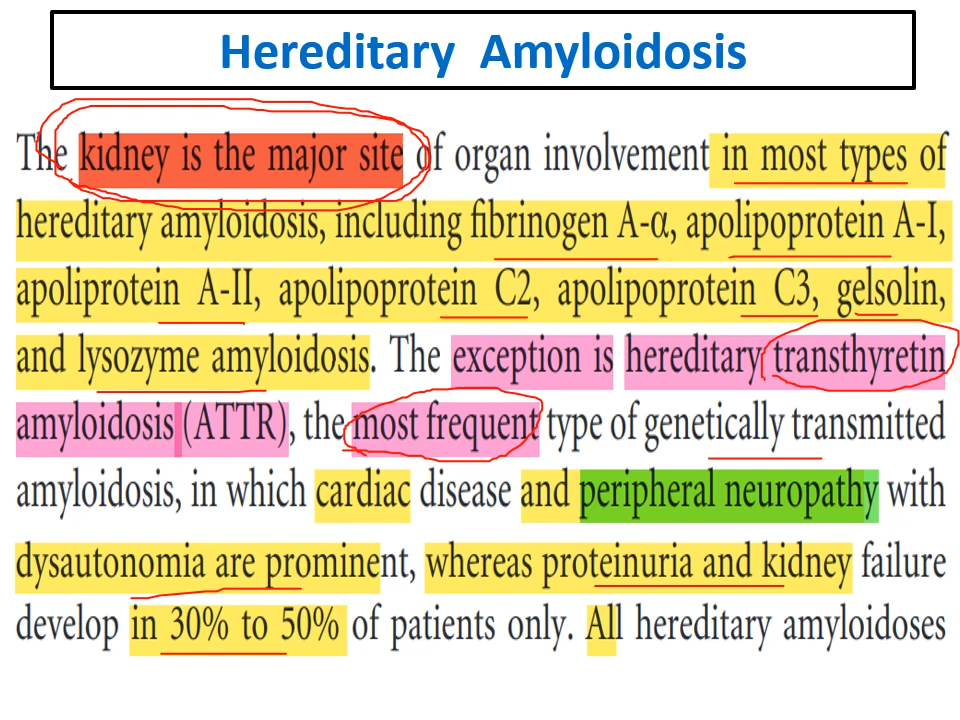 Hereditary Amyloidosis
The kidney is the major site of organ involvement in most types of
hereditary amyloidosis, including fibrinogen A-α, apolipoprotein A-I,
apoliprotein A-II, apolipoprotein C2, apolipoprotein C3, gelsolin,
and lysozyme amyloidosis. The exception is hereditary transthyretin
amyloidosis (ATTR), the most frequent type of genetically transmitted
amyloidosis, in which cardiac disease and peripheral neuropathy with
dysautonomia are prominent, whereas proteinuria and kidney failure
develop in 30% to 50% of patients only. All hereditary amyloidoses